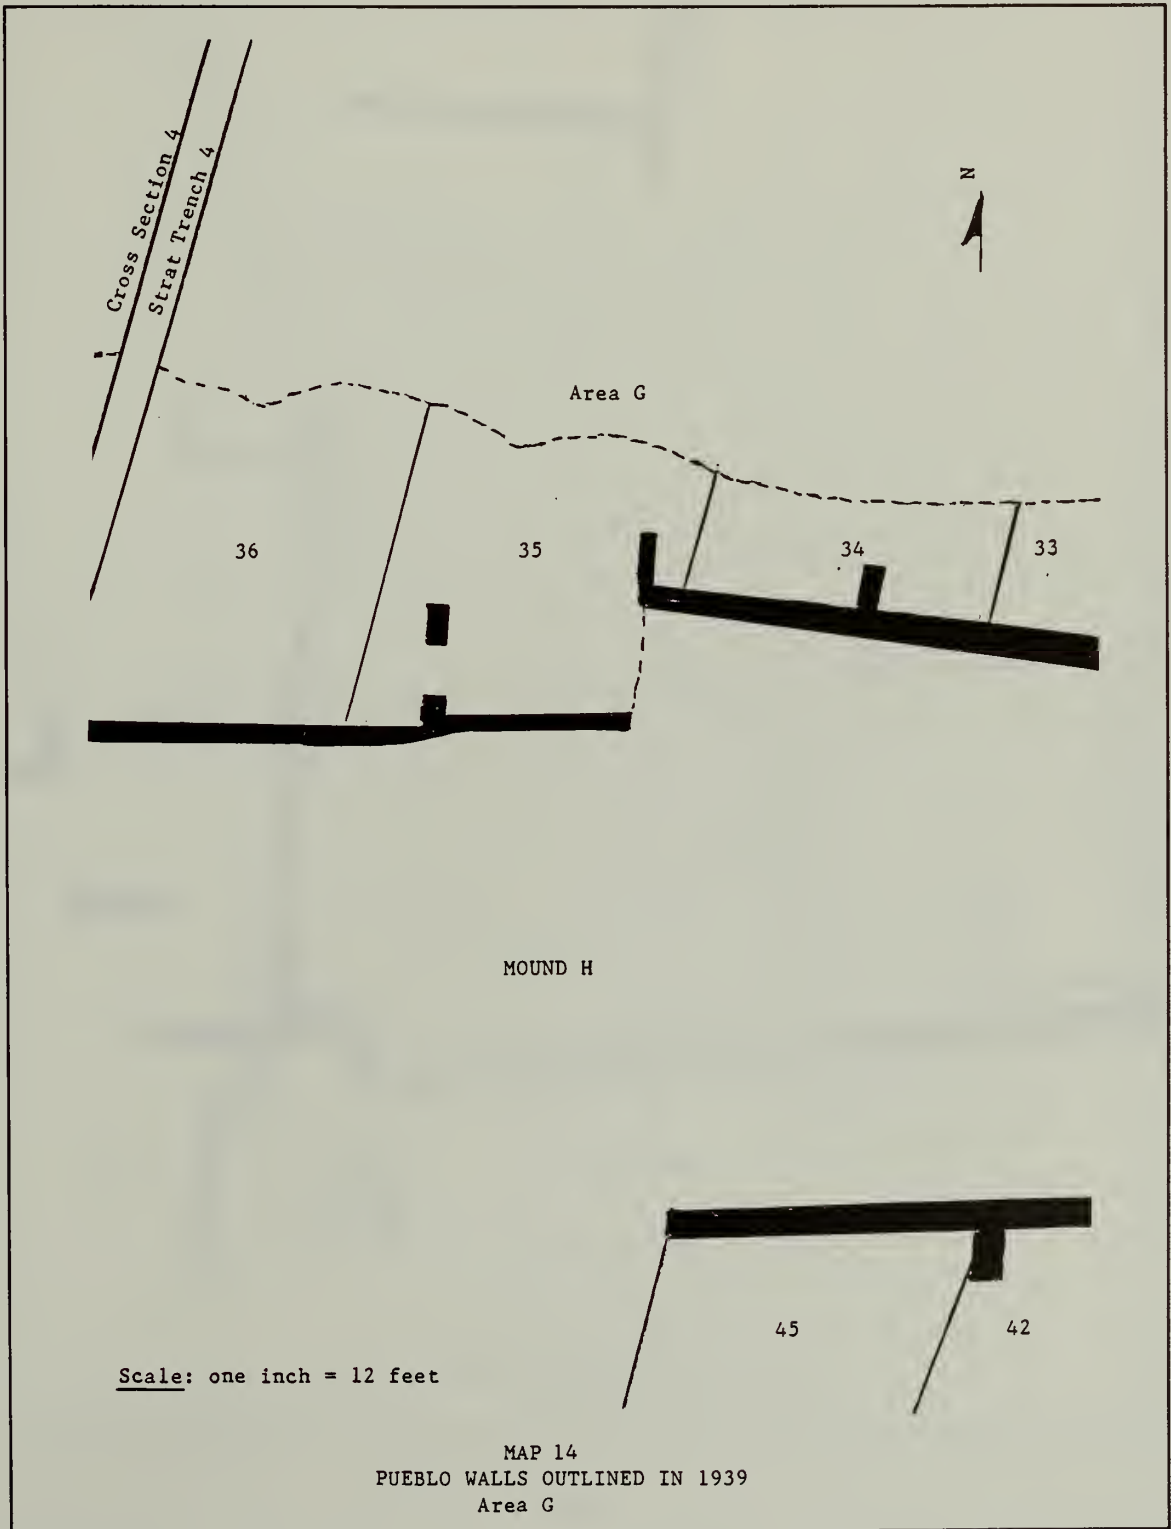 Cross Section 4
Strat Trench 4
N
Area G
36
35
34
33
MOUND H
45
42
Scale: one inch = 12 feet
MAP 14
PUEBLO WALLS OUTLINED IN 1939
Area G